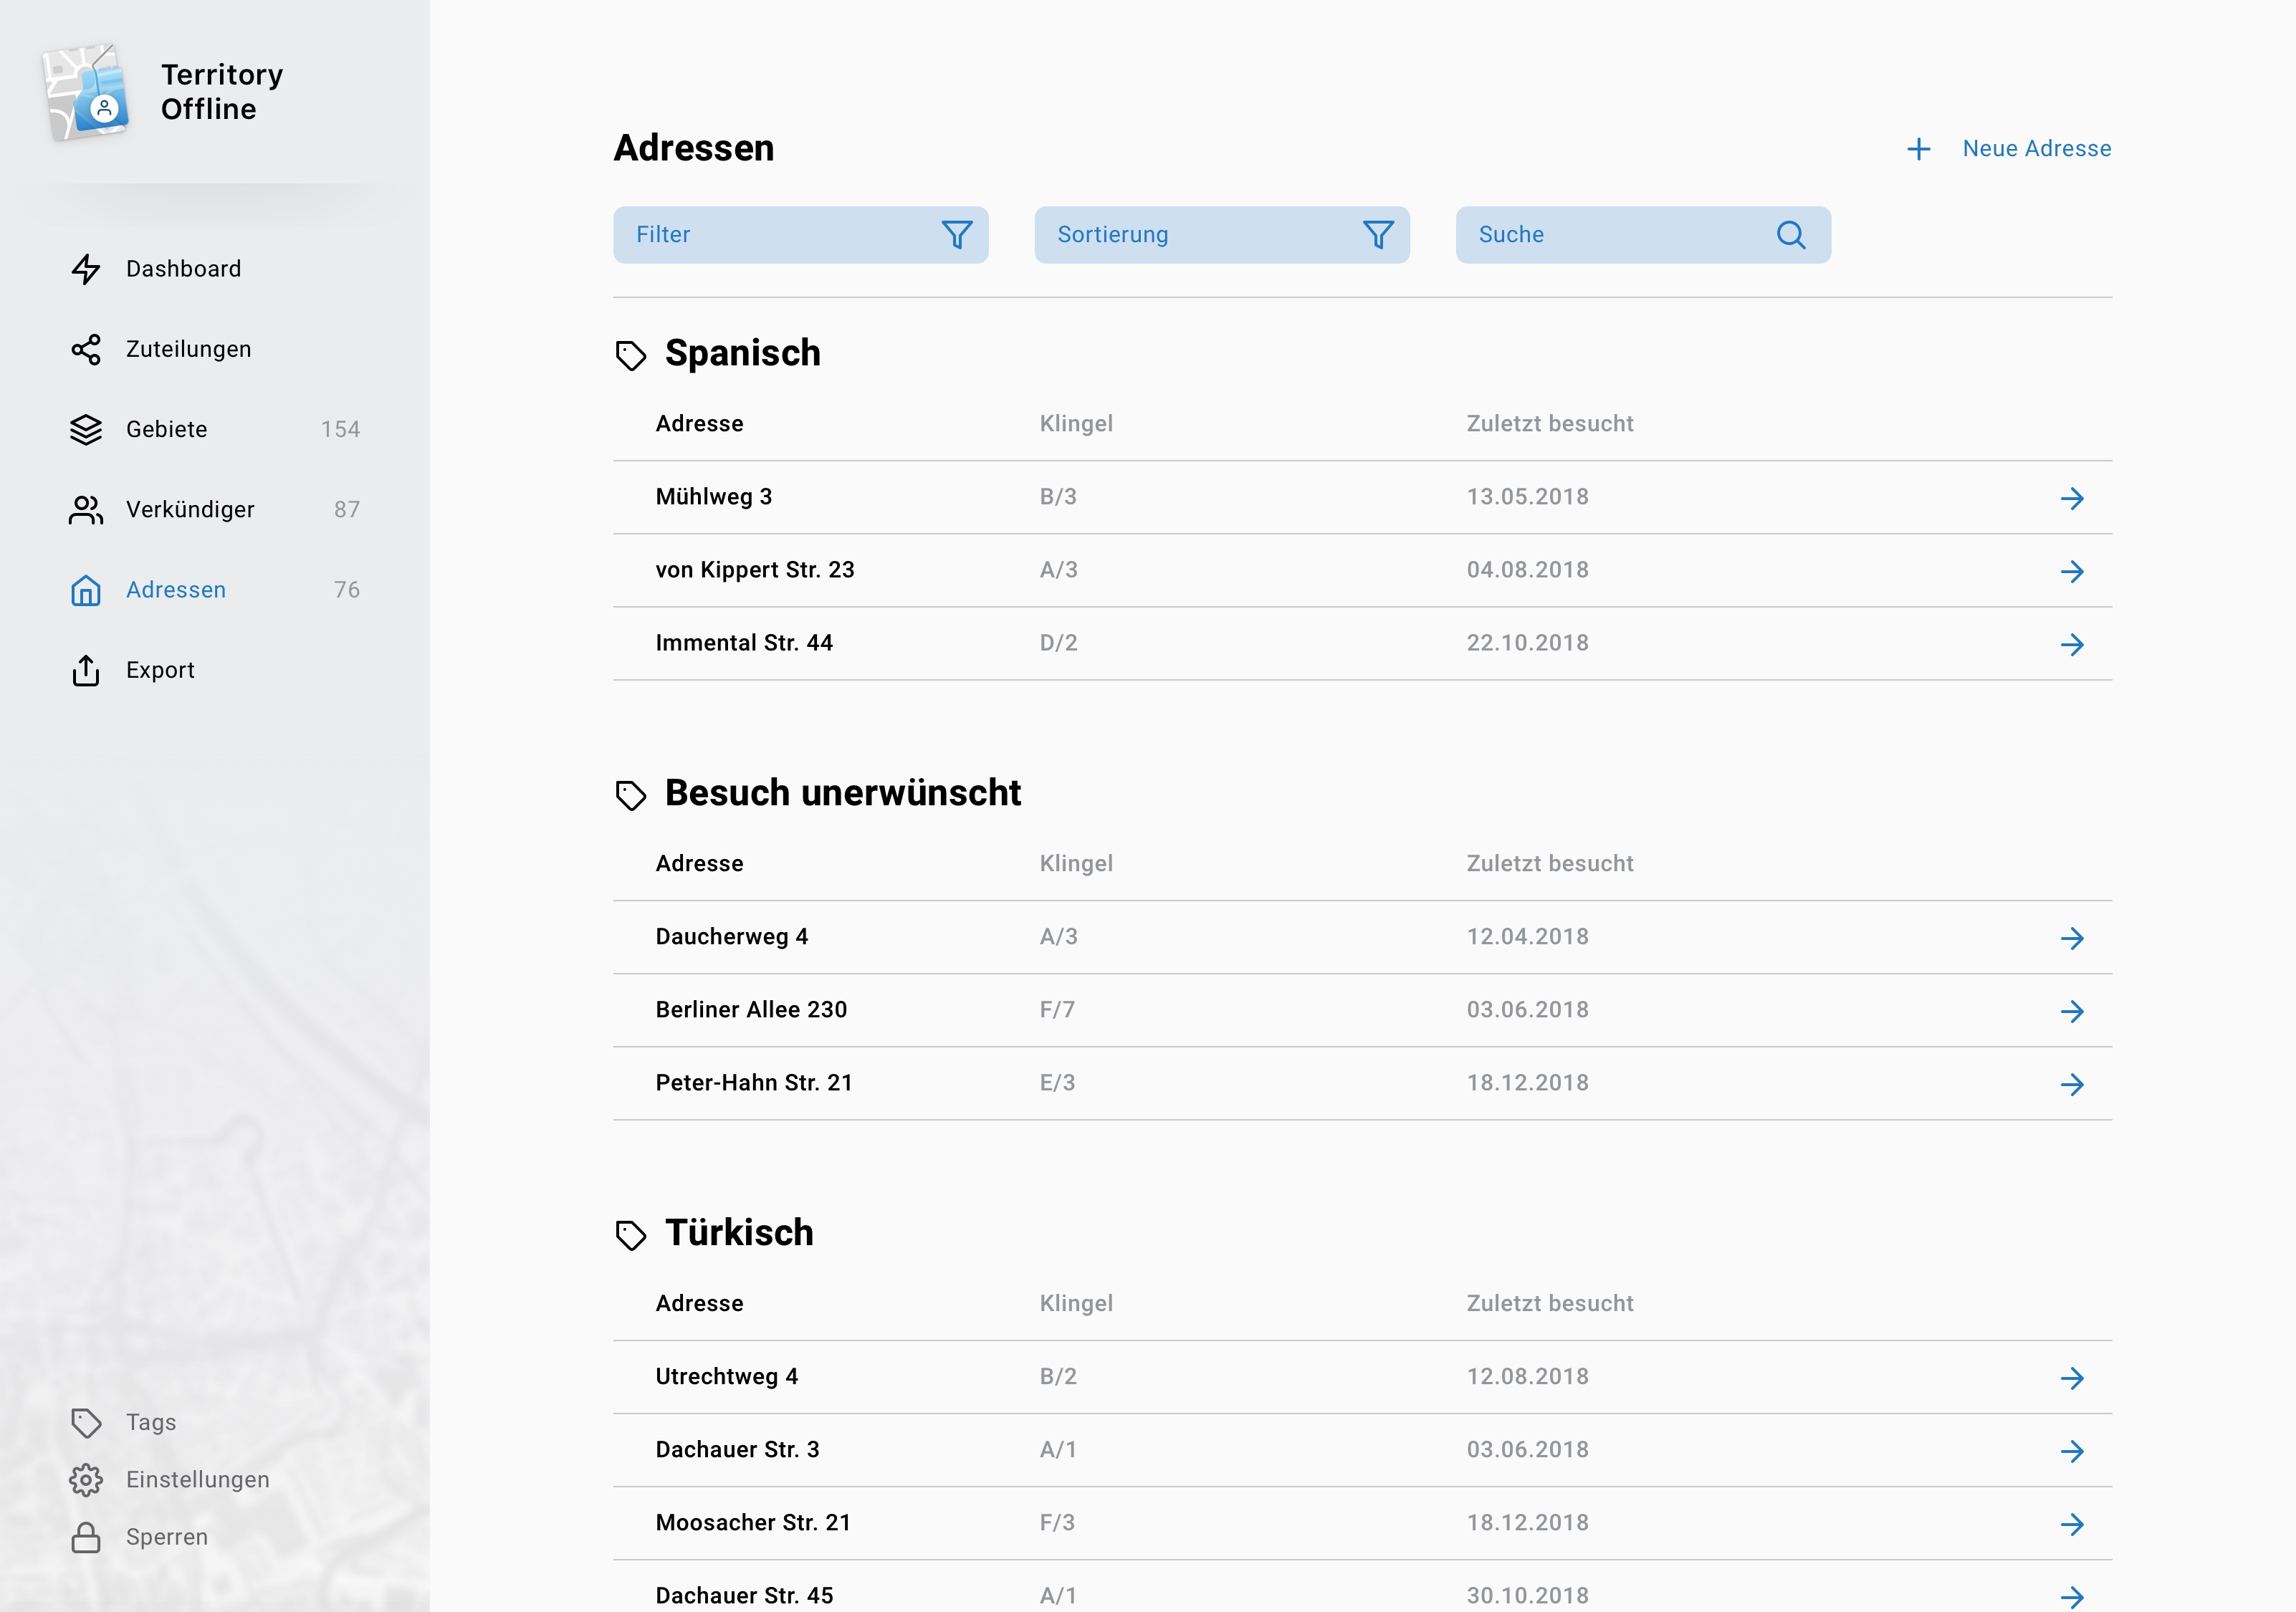 Territory
Offline
Dashboard
Zuteilungen
Gebiete 154
Verkündiger 87
Adressen 76
Export
Tags
Einstellungen
Sperren
Adressen
Neue Adresse
Filter
Sortierung
Suche
Spanisch
Adresse Klingel Zuletzt besucht
Mühlweg 3 B/3 13.05.2018
von Kippert Str. 23 A/3 04.08.2018
Immental Str. 44 D/2 22.10.2018
Besuch unerwünscht
Adresse Klingel Zuletzt besucht
Daucherweg 4 A/3 12.04.2018
Berliner Allee 230 F/7 03.06.2018
Peter-Hahn Str. 21 E/3 18.12.2018
Türkisch
Adresse Klingel Zuletzt besucht
Utrechtweg 4 B/2 12.08.2018
Dachauer Str. 3 A/1 03.06.2018
Moosacher Str. 21 F/3 18.12.2018
Dachauer Str. 45 A/1 30.10.2018